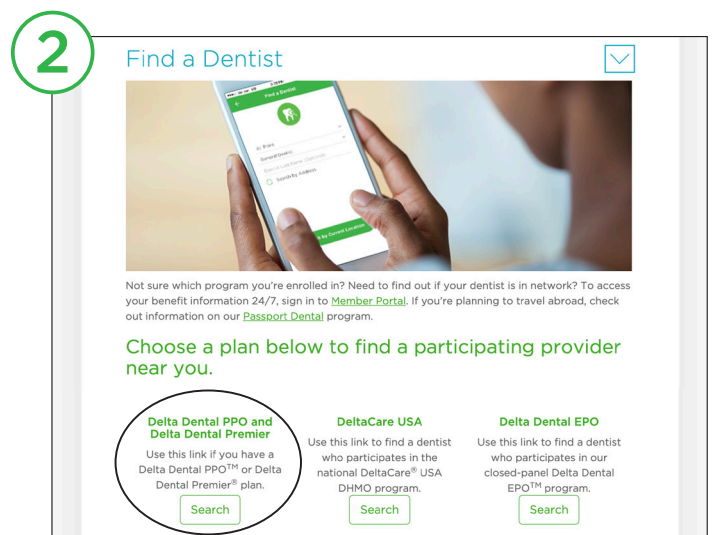 2
Find a Dentist
Find a Dentist
General Dentist
Search by Address
by Current Location
Not sure which program you're enrolled in? Need to find out if your dentist is in network? To access
your benefit information 24/7, sign in to Member Portal. If you're planning to travel abroad, check
out information on our Passport Dental program.
Choose a plan below to find a participating provider
near you.
Delta Dental PPO and
Delta Dental Premier
Use this link if you have a
Delta Dental PPO™ or Delta
Dental Premier® plan.
Search
DeltaCare USA
Use this link to find a dentist
who participates in the
national DeltaCare® USA
DHMO program.
Search
Delta Dental EPO
Use this link to find a dentist
who participates in our
closed-panel Delta Dental
EPO™ program.
Search